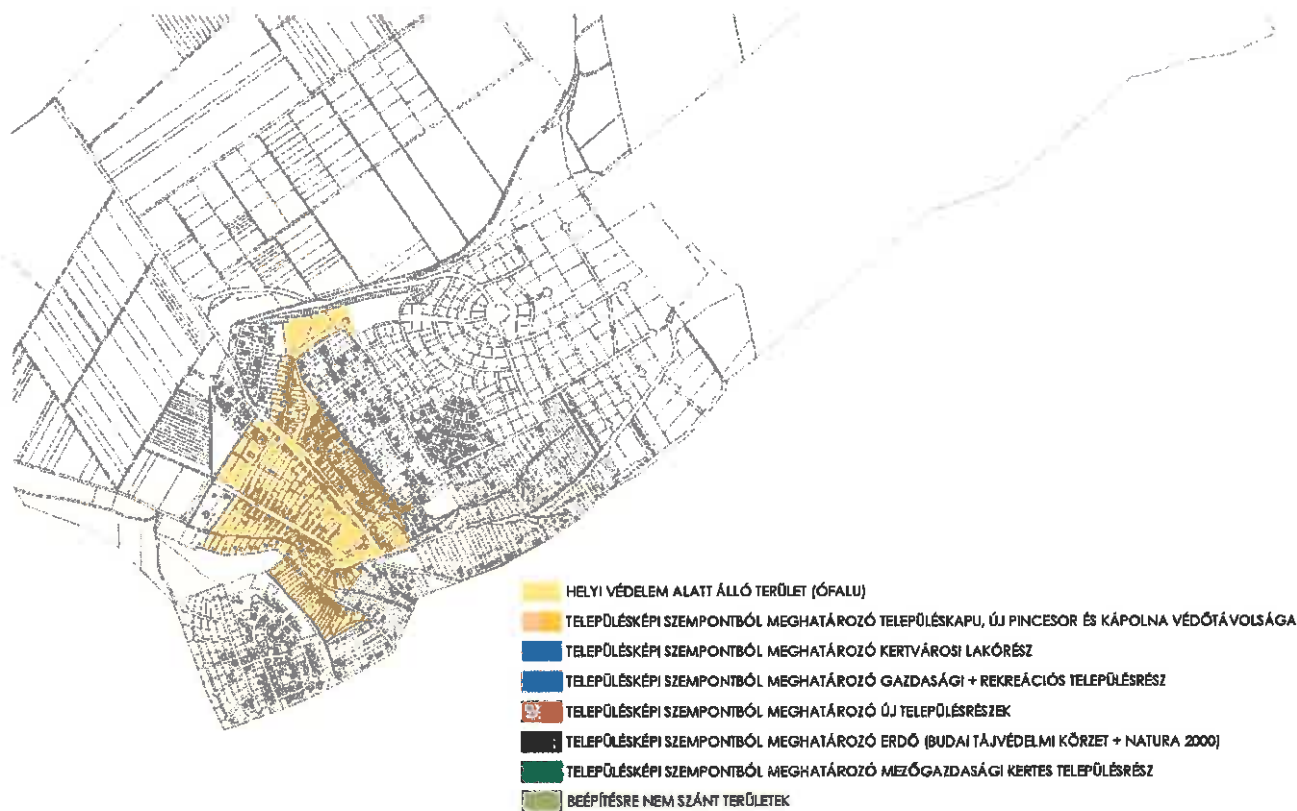 HELYI VÉDELEM ALATT ÁLLÓ TERÜLET (ÓFALU)
TELEPÜLÉSKÉPI SZEMPONTBÓL MEGHATÁROZÓ TELEPÜLÉSKAPU, ÚJ PINCESOR ÉS KÁPOLNA VÉDŐTÁVOLSÁGA
TELEPÜLÉSKÉPI SZEMPONTBÓL MEGHATÁROZÓ KERTVÁROSI LAKÓRÉSZ
TELEPÜLÉSKÉPI SZEMPONTBÓL MEGHATÁROZÓ GAZDASÁGI + REKREÁCIÓS TELEPÜLÉSRÉSZ
TELEPÜLÉSKÉPI SZEMPONTBÓL MEGHATÁROZÓ ÚJ TELEPÜLÉSRÉSZEK
TELEPÜLÉSKÉPI SZEMPONTBÓL MEGHATÁROZÓ ERDŐ (BUDAI TÁJVÉDELMI KÖRZET + NATURA 2000)
TELEPÜLÉSKÉPI SZEMPONTBÓL MEGHATÁROZÓ MEZŐGAZDASÁGI KERTES TELEPÜLÉSRÉSZ
BEÉPÍTÉSRE NEM SZÁNT TERÜLETEK